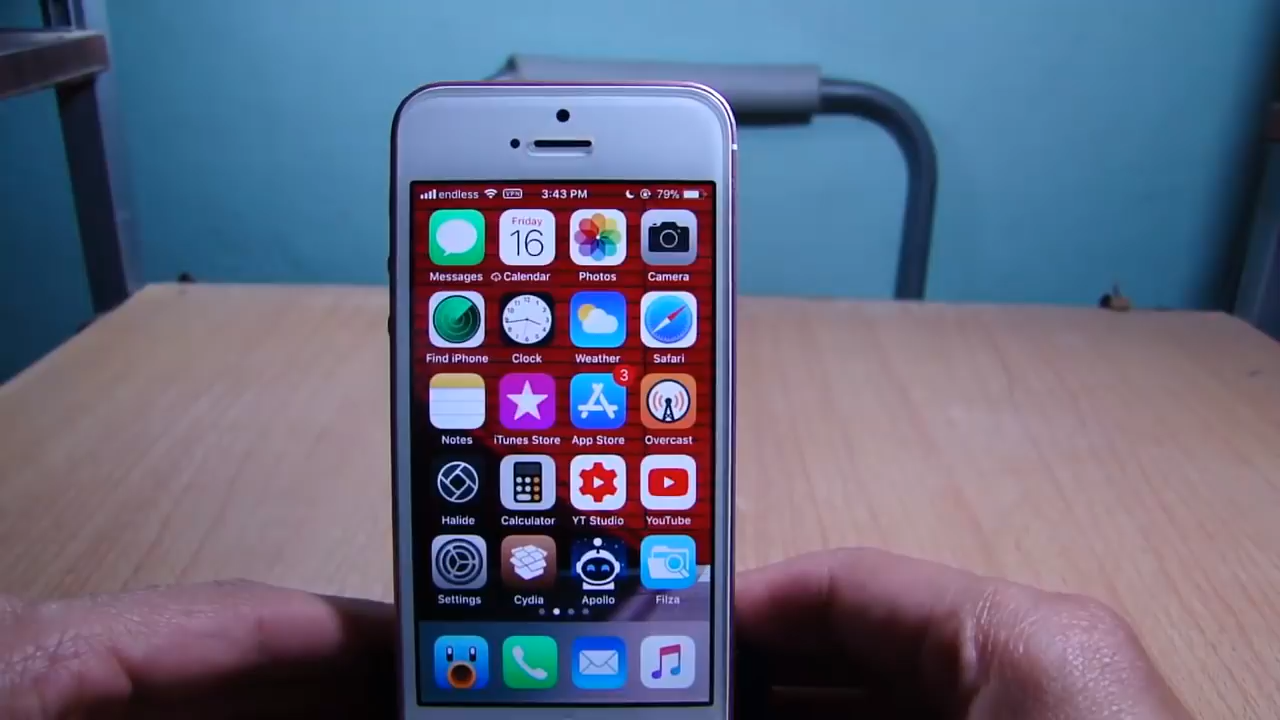 endless VPN 3:43 PM 79%
Friday
16
Messages Calendar Photos Camera
Find iPhone Clock Weather Safari
3
Notes iTunes Store App Store Overcast
Halide Calculator YT Studio YouTube
Settings Cydia Apollo Filza